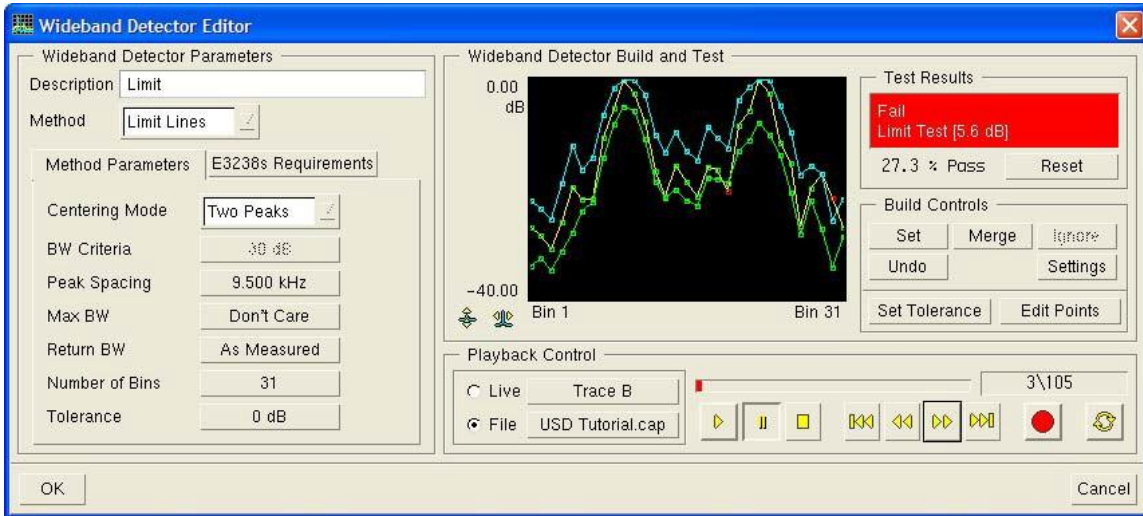 Wideband Detector Editor
Wideband Detector Parameters
Description Limit
Method Limit Lines
Method Parameters E3238s Requirements
Centering Mode Two Peaks
BW Criteria 30 dB
Peak Spacing 9.500 kHz
Max BW Don't Care
Return BW As Measured
Number of Bins 31
Tolerance 0 dB
Wideband Detector Build and Test
0.00
dB
-40.00
Bin 1 Bin 31
Test Results
Fail
Limit Test [5.6 dB]
27.3 % Pass Reset
Build Controls
Set Merge Ignore
Undo Settings
Set Tolerance Edit Points
Playback Control
Live Trace B
File USD Tutorial.cap
3\105
OK Cancel